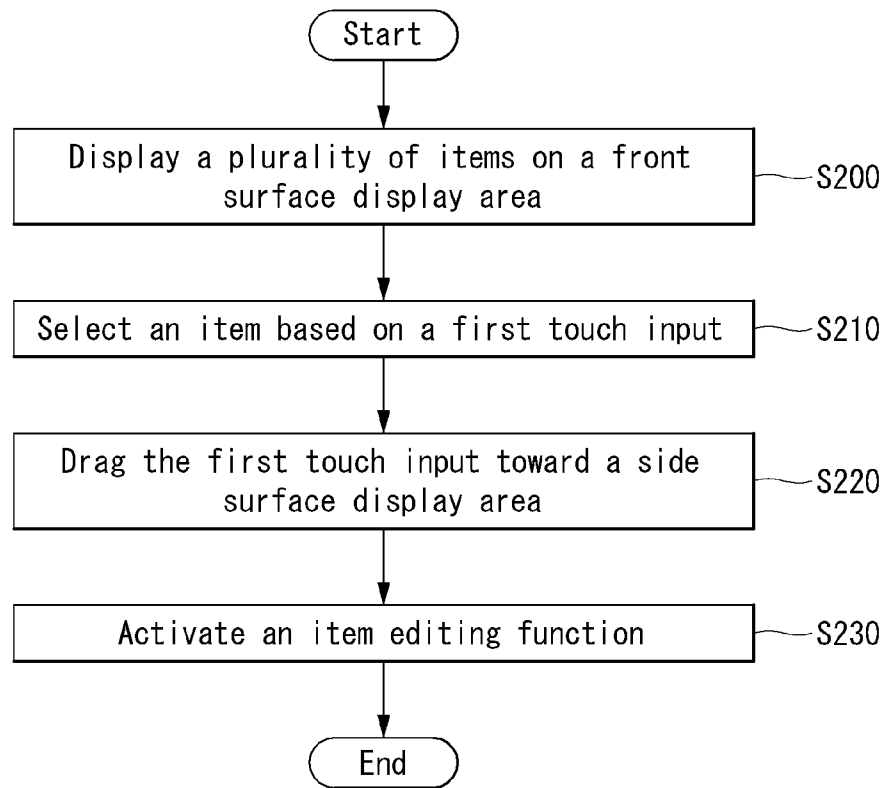 Start
Display a plurality of items on a front
surface display area
S200
Select an item based on a first touch input
S210
Drag the first touch input toward a side
surface display area
S220
Activate an item editing function
S230
End